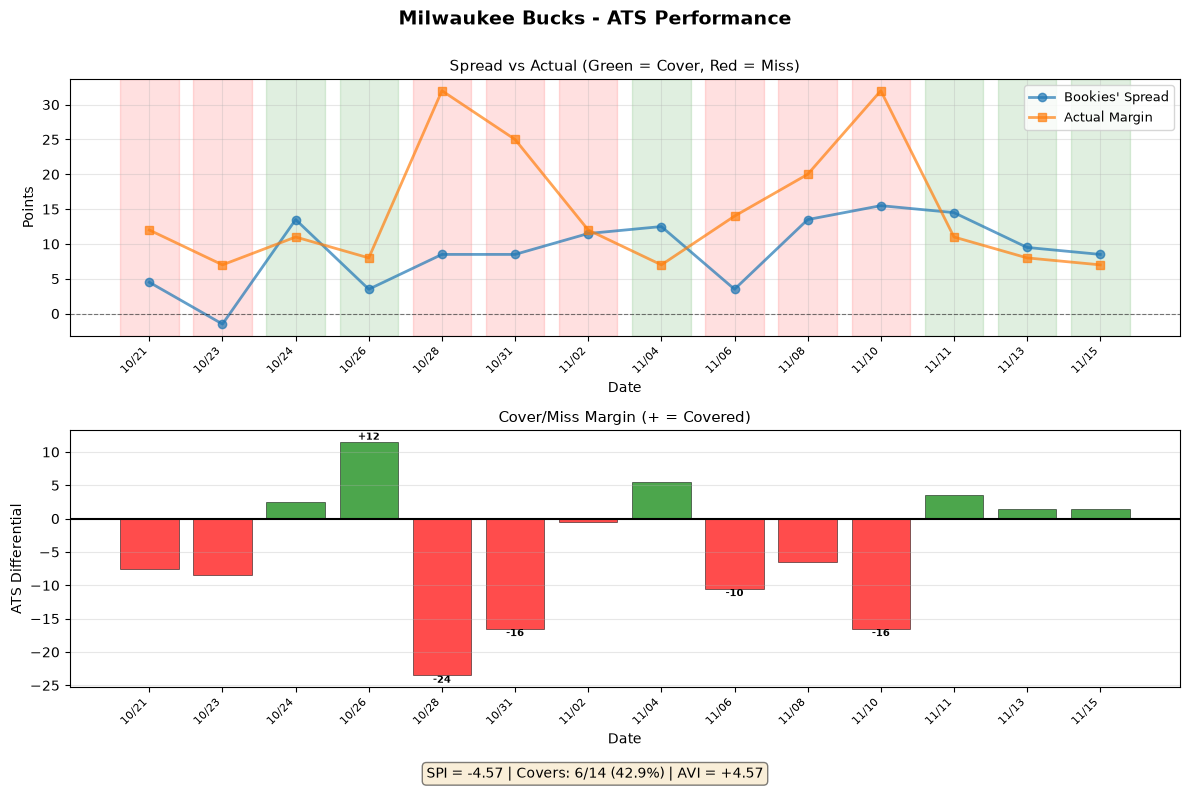 Milwaukee Bucks - ATS Performance
Spread vs Actual (Green = Cover, Red = Miss)
Points
30
25
20
15
10
5
0
Bookies' Spread
Actual Margin
10/21 10/23 10/24 10/26 10/28 10/31 11/02 11/04 11/06 11/08 11/10 11/11 11/13 11/15
Date
Cover/Miss Margin (+ = Covered)
ATS Differential
10
5
0
−5
−10
−15
−20
−25
+12
-24
-16
-10
-16
10/21 10/23 10/24 10/26 10/28 10/31 11/02 11/04 11/06 11/08 11/10 11/11 11/13 11/15
Date
SPI = -4.57 | Covers: 6/14 (42.9%) | AVI = +4.57